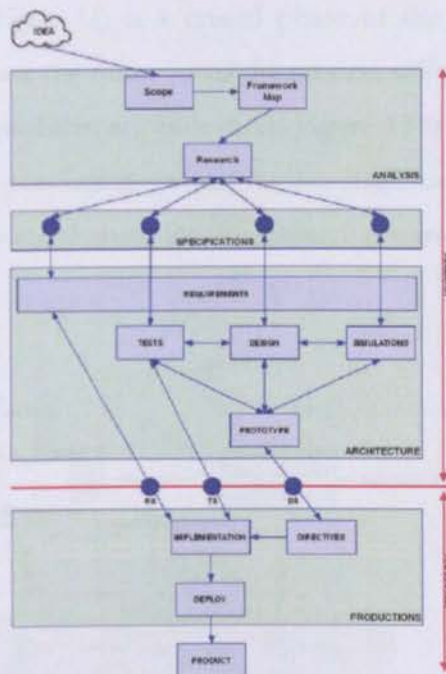 IDEA
Scope
Framework
Map
Research
ANALYSIS
SPECIFICATIONS
REQUIREMENTS
TESTS
DESIGN
SIMULATIONS
PROTOTYPE
ARCHITECTURE
RS
TS
DS
IMPLEMENTATION
DIRECTIVES
DEPLOY
PRODUCTIONS
PRODUCT